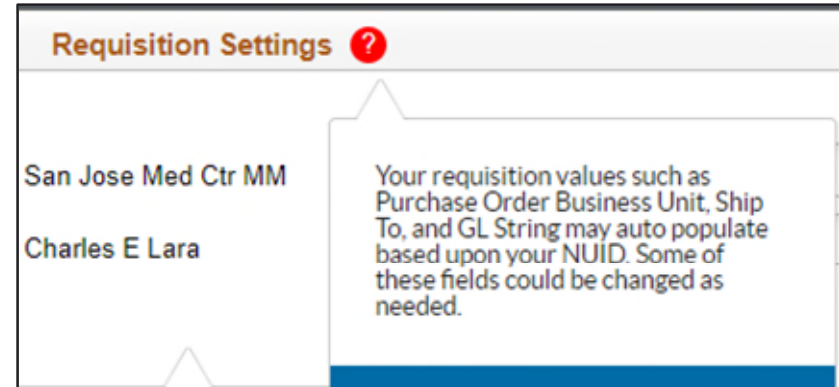 Requisition Settings ?
San Jose Med Ctr MM
Charles E Lara
Your requisition values such as
Purchase Order Business Unit, Ship
To, and GL String may auto populate
based upon your NUID. Some of
these fields could be changed as
needed.